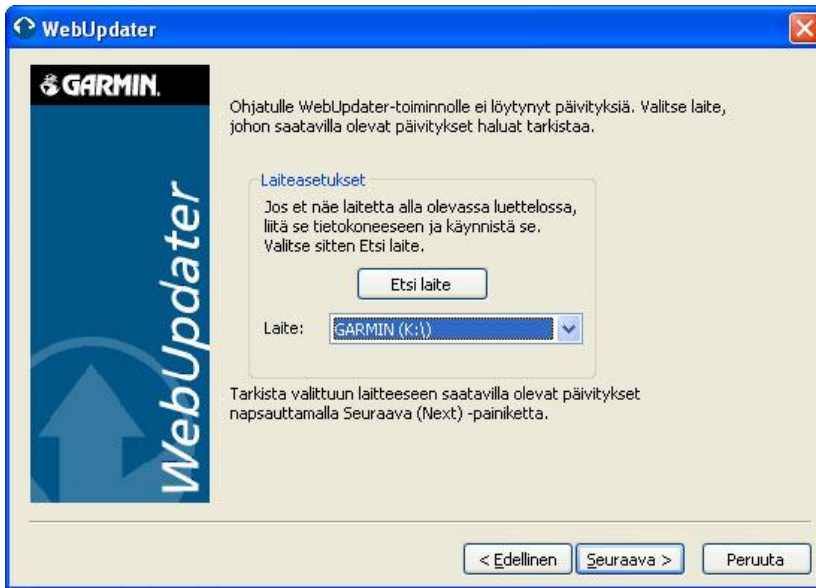 WebUpdater
GARMIN.
WebUpdater
Ohjatulle WebUpdater-toiminnolle ei löytynyt päivityksiä. Valitse laite,
johon saatavilla olevat päivitykset haluat tarkistaa.
Laiteasetukset
Jos et näe laitetta alla olevassa luettelossa,
liitä se tietokoneeseen ja käynnistä se.
Valitse sitten Etsi laite.
Etsi laite
Laite: GARMIN (K:\)
Tarkista valittuun laitteeseen saatavilla olevat päivitykset
napsauttamalla Seuraava (Next) -painiketta.
< Edellinen Seuraava > Peruuta